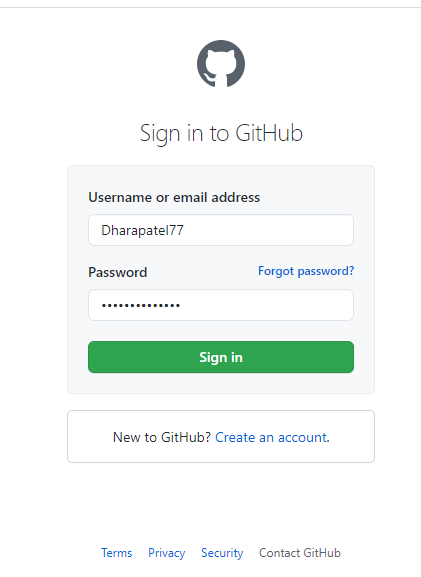 Sign in to GitHub
Username or email address
Dharapatel77
Password Forgot password?
••••••••••••••
Sign in
New to GitHub? Create an account.
Terms Privacy Security Contact GitHub